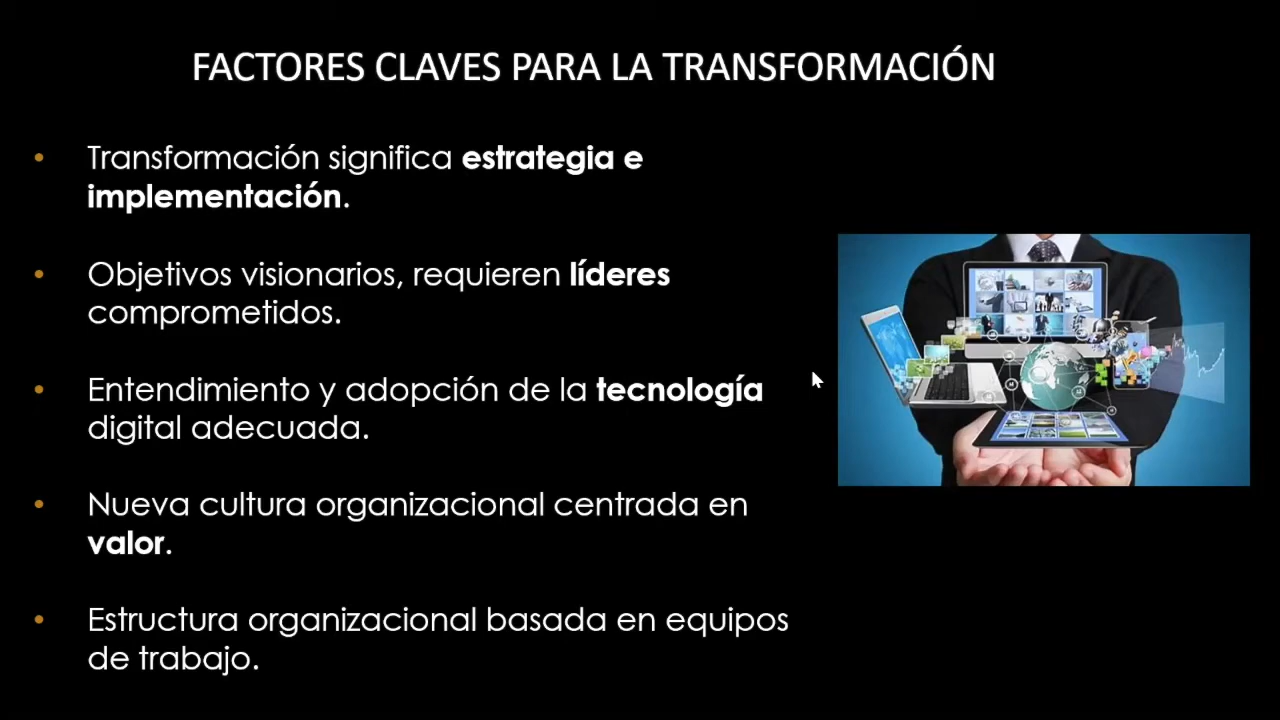 FACTORES CLAVES PARA LA TRANSFORMACIÓN
• Transformación significa estrategia e
implementación.
• Objetivos visionarios, requieren líderes
comprometidos.
• Entendimiento y adopción de la tecnología
digital adecuada.
• Nueva cultura organizacional centrada en
valor.
• Estructura organizacional basada en equipos
de trabajo.